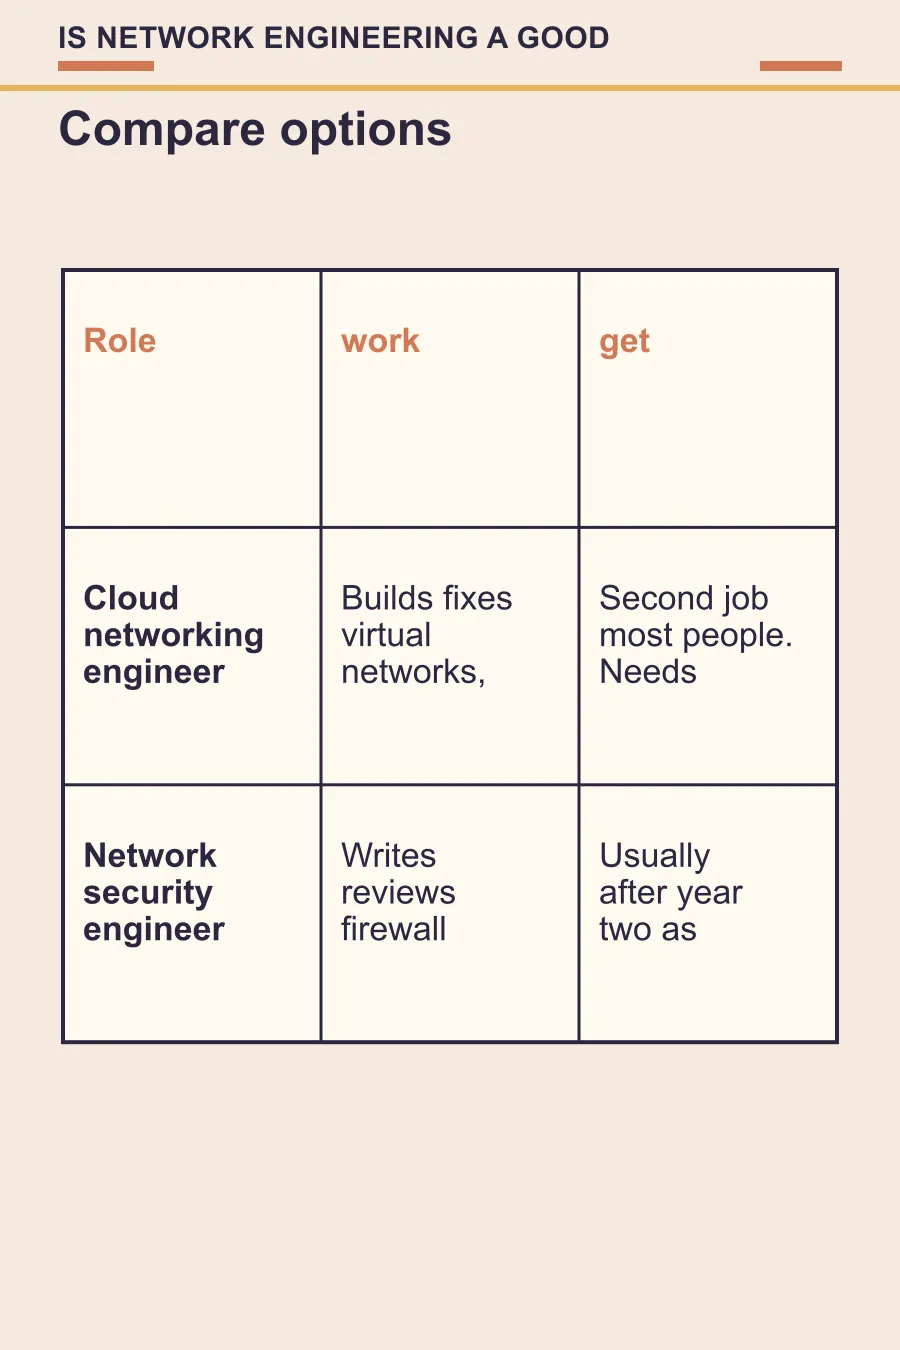 IS NETWORK ENGINEERING A GOOD
Compare options
Role
work
get
Cloud
networking
engineer
Builds fixes
virtual
networks,
Second job
most people.
Needs
Network
security
engineer
Writes
reviews
firewall
Usually
after year
two as